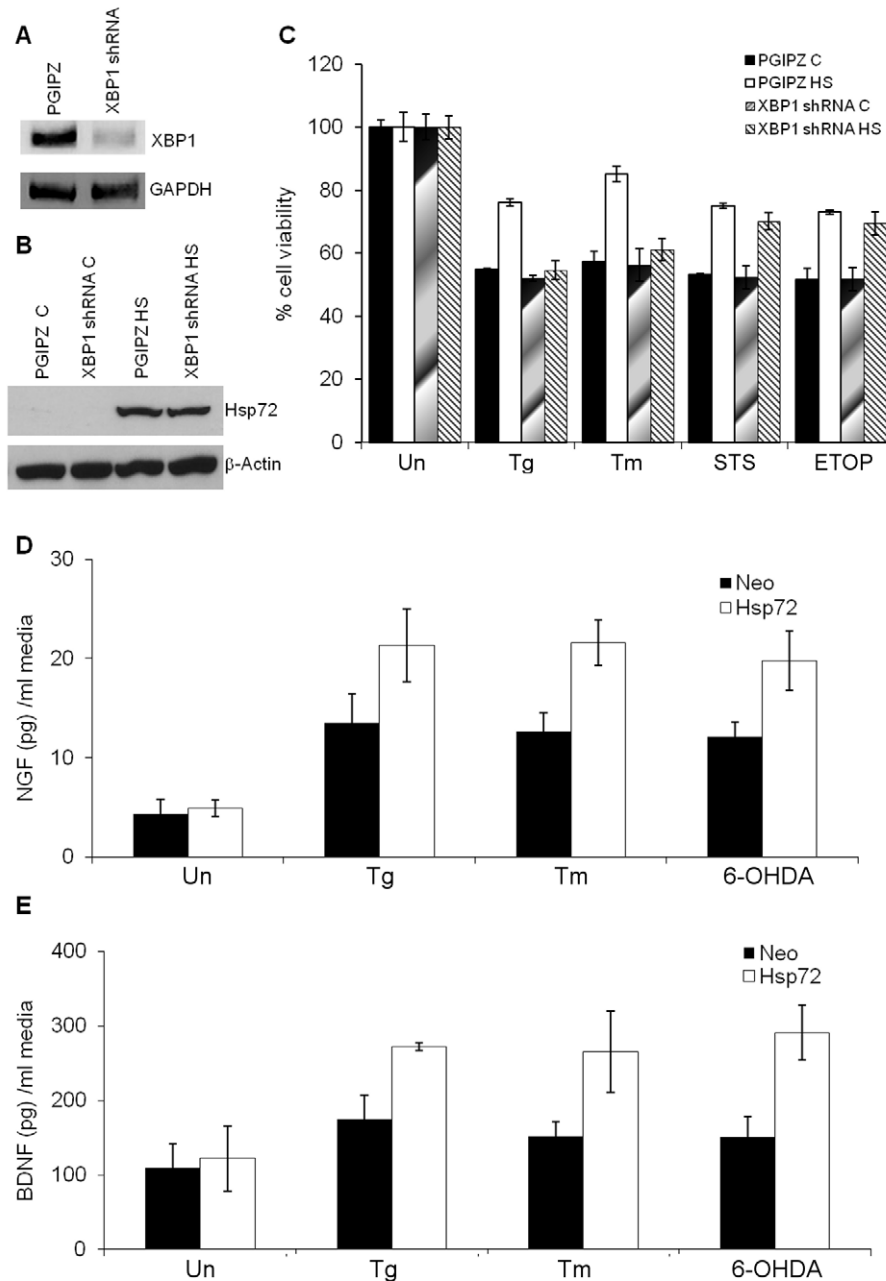 A
PGIPZ
XBP1 shRNA
XBP1
GAPDH
B
PGIPZ C
XBP1 shRNA C
PGIPZ HS
XBP1 shRNA HS
Hsp72
β-Actin
C
PGIPZ C
PGIPZ HS
XBP1 shRNA C
XBP1 shRNA HS
% cell viability
120
100
80
60
40
20
0
Un Tg Tm STS ETOP
D
Neo
Hsp72
NGF (pg) /ml media
30
20
10
0
Un Tg Tm 6-OHDA
E
Neo
Hsp72
BDNF (pg) /ml media
400
300
200
100
0
Un Tg Tm 6-OHDA